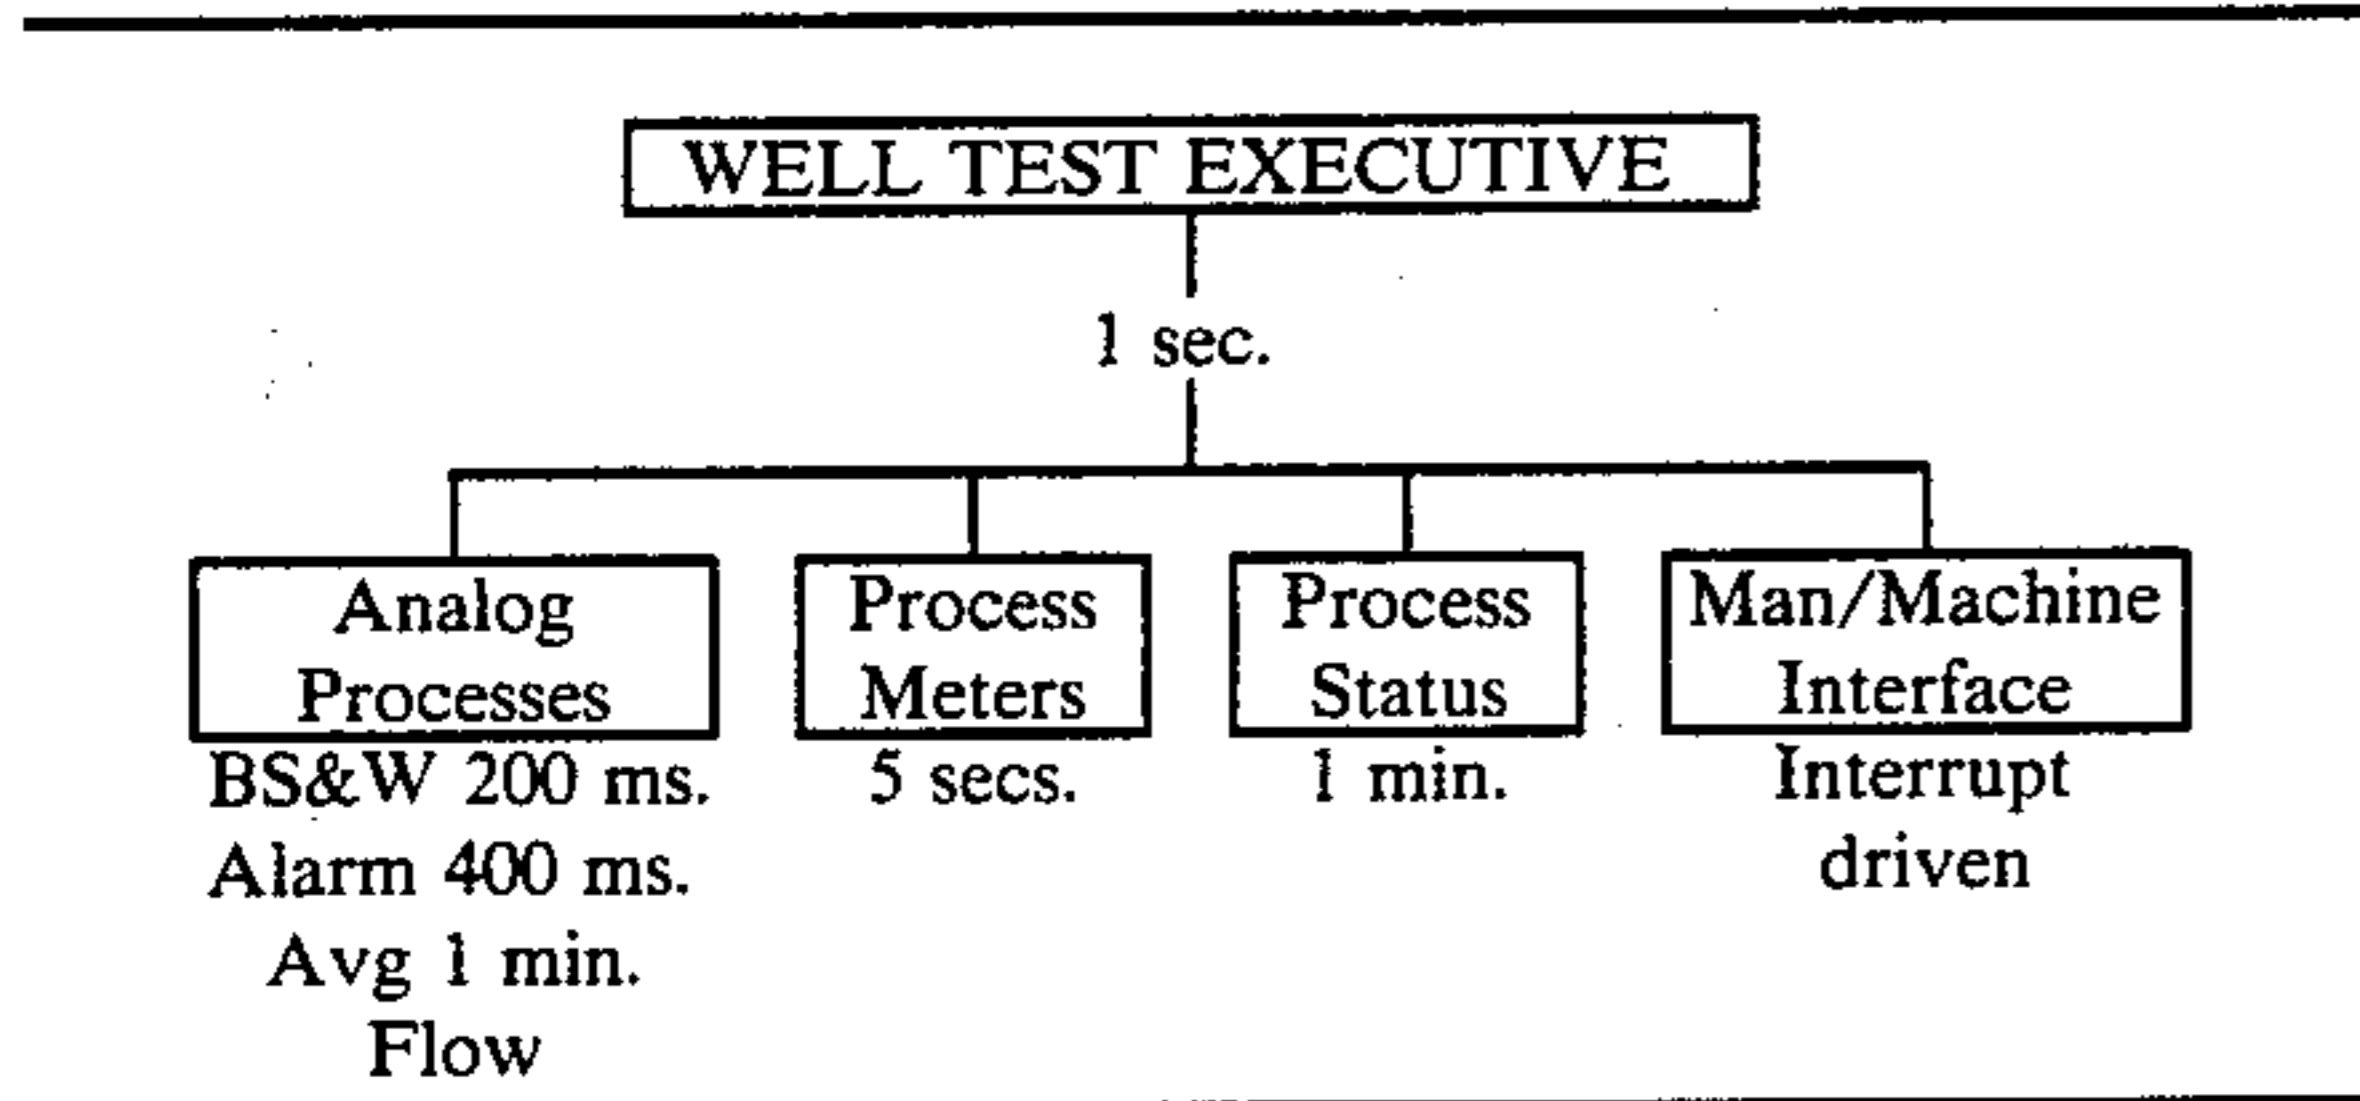 WELL TEST EXECUTIVE
1 sec.
Analog
Processes
BS&W 200 ms.
Alarm 400 ms.
Avg 1 min.
Flow
Process
Meters
5 secs.
Process
Status
1 min.
Man/Machine
Interface
Interrupt
driven